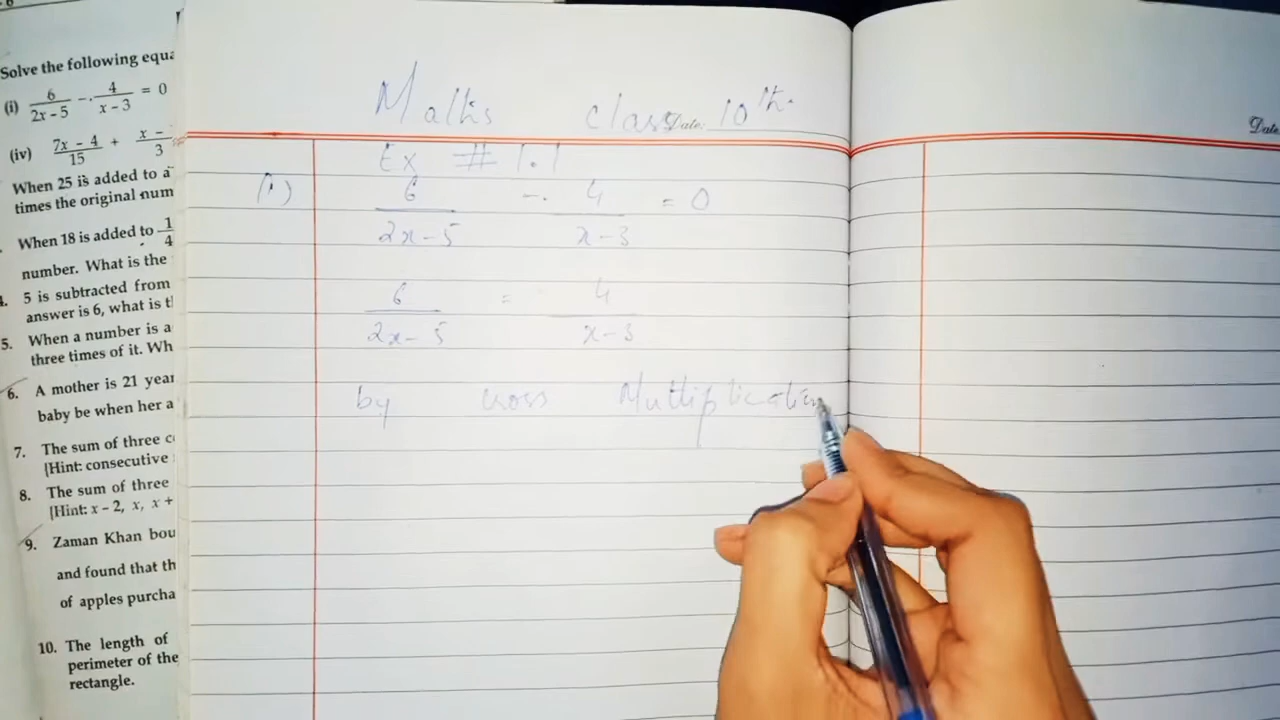 Solve the following equa
(i) 6/2x-5 - 4/x-3 = 0
(iv) 7x-4/15 + x-/3
When 25 is added to a
times the original num
When 18 is added to 1/4
number. What is the
4. 5 is subtracted from
answer is 6, what is t
5. When a number is a
three times of it. Wh
6. A mother is 21 year
baby be when her a
7. The sum of three c
[Hint: consecutive
8. The sum of three
[Hint: x-2, x, x+
9. Zaman Khan bou
and found that th
of apples purcha
10. The length of
perimeter of the
rectangle.
Maths class 10th.
Date:
Ex # 1.1
(i) 6/2x-5 - 4/x-3 = 0
6/2x-5 = 4/x-3
by cross Multiplication
Date